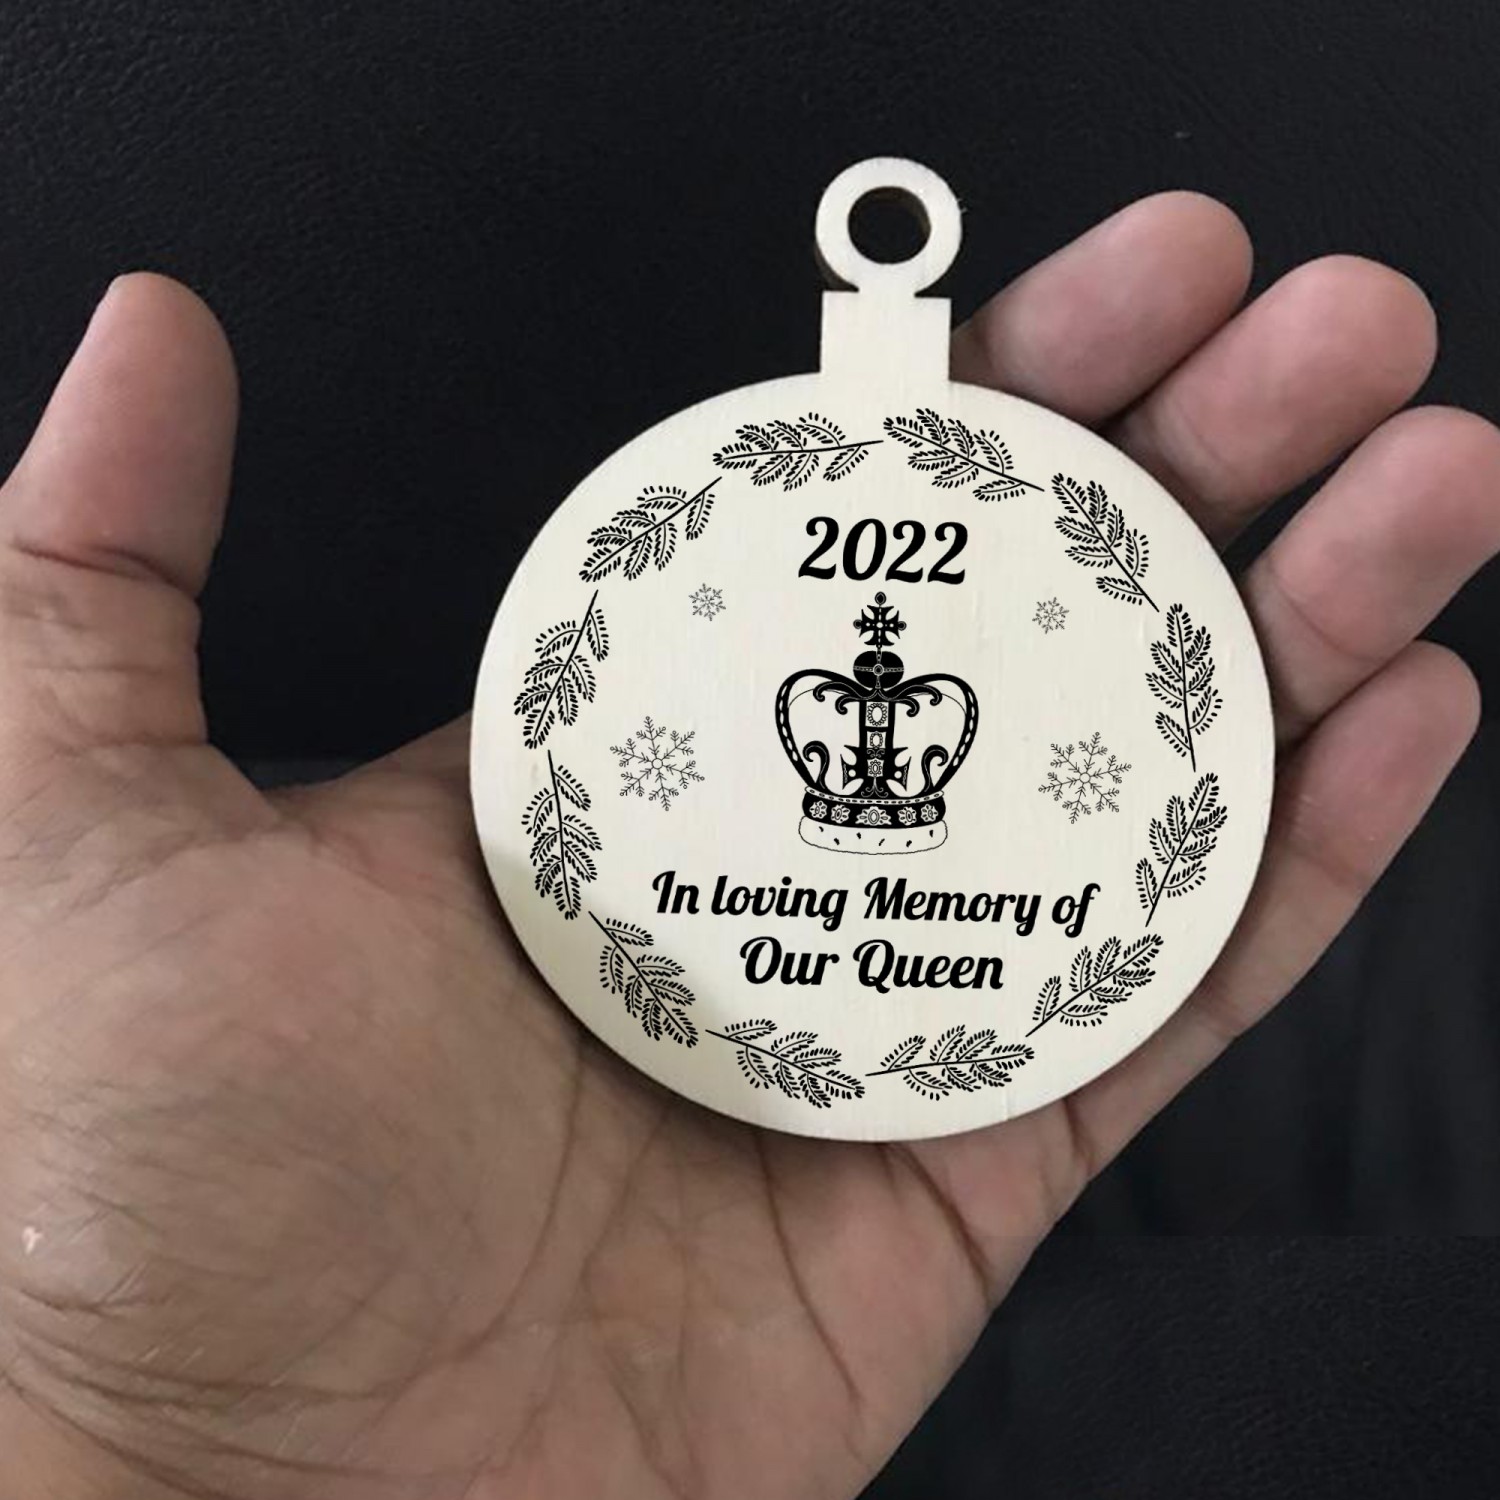 2022
In loving Memory of
Our Queen